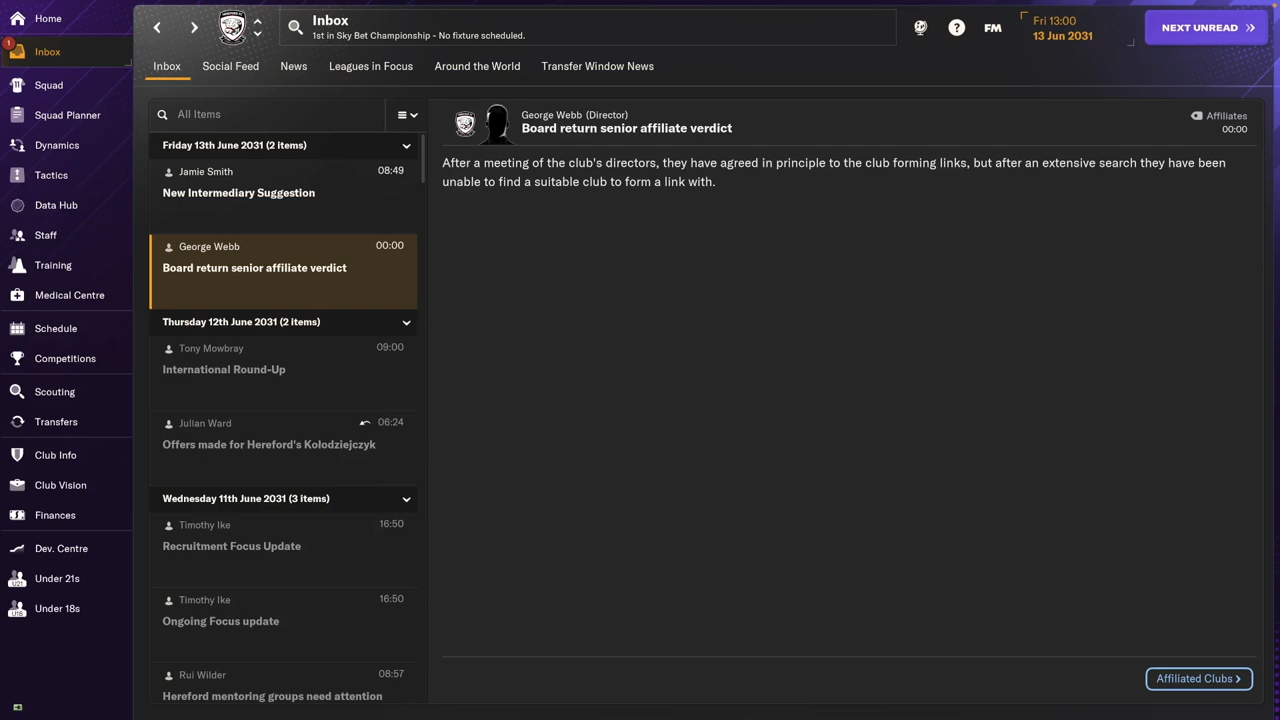 Home
1
Inbox
Squad
Squad Planner
Dynamics
Tactics
Data Hub
Staff
Training
Medical Centre
Schedule
Competitions
Scouting
Transfers
Club Info
Club Vision
Finances
Dev. Centre
U21
Under 21s
U18
Under 18s
Inbox
1st in Sky Bet Championship - No fixture scheduled.
?
FM
Fri 13:00
13 Jun 2031
NEXT UNREAD
Inbox
Social Feed
News
Leagues in Focus
Around the World
Transfer Window News
All Items
Friday 13th June 2031 (2 items)
Jamie Smith
08:49
New Intermediary Suggestion
George Webb
00:00
Board return senior affiliate verdict
Thursday 12th June 2031 (2 items)
Tony Mowbray
09:00
International Round-Up
Julian Ward
06:24
Offers made for Hereford's Kołodziejczyk
Wednesday 11th June 2031 (3 items)
Timothy Ike
16:50
Recruitment Focus Update
Timothy Ike
16:50
Ongoing Focus update
Rui Wilder
08:57
Hereford mentoring groups need attention
George Webb (Director)
Board return senior affiliate verdict
Affiliates
00:00
After a meeting of the club's directors, they have agreed in principle to the club forming links, but after an extensive search they have been
unable to find a suitable club to form a link with.
Affiliated Clubs